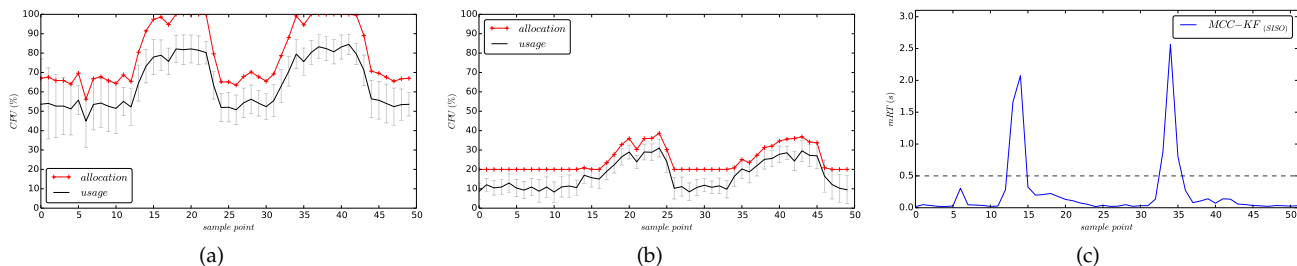 100
90
80
70
60
50
40
30
20
10
0
CPU (%)
allocation
usage
0 5 10 15 20 25 30 35 40 45 50
sample point
(a)
100
90
80
70
60
50
40
30
20
10
0
CPU (%)
allocation
usage
0 5 10 15 20 25 30 35 40 45 50
sample point
(b)
3.0
2.5
2.0
1.5
1.0
0.5
0.0
mRT (s)
MCC-KF (SISO)
0 5 10 15 20 25 30 35 40 45 50
sample point
(c)